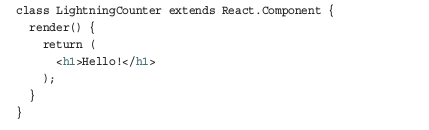 class LightningCounter extends React.Component {
  render() {
    return (
      <h1>Hello!</h1>
    );
  }
}